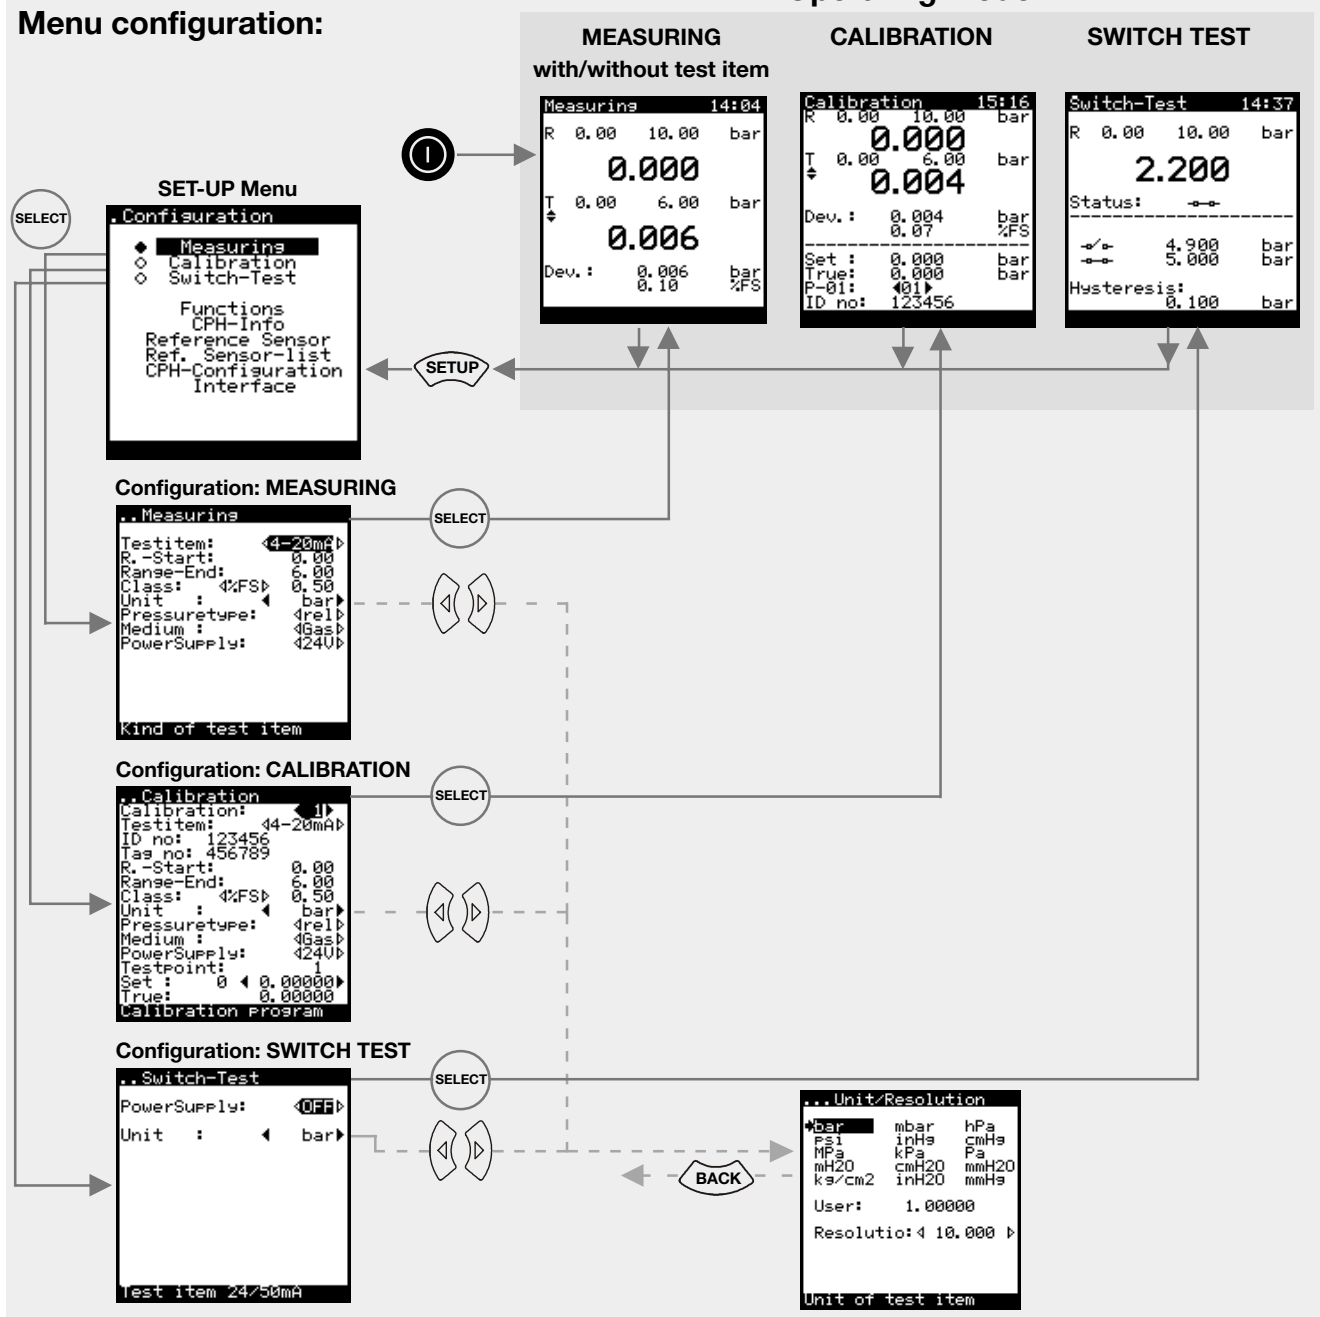 Menu configuration:
MEASURING
with/without test item
CALIBRATION
SWITCH TEST
Measuring 14:04
R 0.00 10.00 bar
0.000
T 0.00 6.00 bar
0.006
Dev.: 0.006 bar
0.10 %FS
Calibration 15:16
R 0.00 10.00 bar
0.000
T 0.00 6.00 bar
0.004
Dev.: 0.004 bar
0.07 %FS
Set : 0.000 bar
True: 0.000 bar
P-01: 01
ID no: 123456
Switch-Test 14:37
R 0.00 10.00 bar
2.200
Status:
4.900 bar
5.000 bar
Hysteresis:
0.100 bar
SELECT
SET-UP Menu
.Configuration
Measuring
Calibration
Switch-Test
Functions
CPH-Info
Reference Sensor
Ref. Sensor-list
CPH-Configuration
Interface
SETUP
Configuration: MEASURING
..Measuring
Testitem: 4-20mA
R.-Start: 0.00
Range-End: 6.00
Class: %FS 0.50
Unit : bar
Pressuretype: rel
Medium : Gas
PowerSupply: 24V
Kind of test item
SELECT
Configuration: CALIBRATION
..Calibration
Calibration: 1
Testitem: 4-20mA
ID no: 123456
Tag no: 456789
R.-Start: 0.00
Range-End: 6.00
Class: %FS 0.50
Unit : bar
Pressuretype: rel
Medium : Gas
PowerSupply: 24V
Testpoint: 1
Set : 0 0.00000
True: 0.00000
Calibration program
SELECT
Configuration: SWITCH TEST
..Switch-Test
PowerSupply: OFF
Unit : bar
Test item 24/50mA
SELECT
BACK
...Unit/Resolution
bar mbar hPa
psi inHg cmHg
MPa kPa Pa
mH2O cmH2O mmH2O
kg/cm2 inH2O mmHg
User: 1.00000
Resolutio: 10.000
Unit of test item